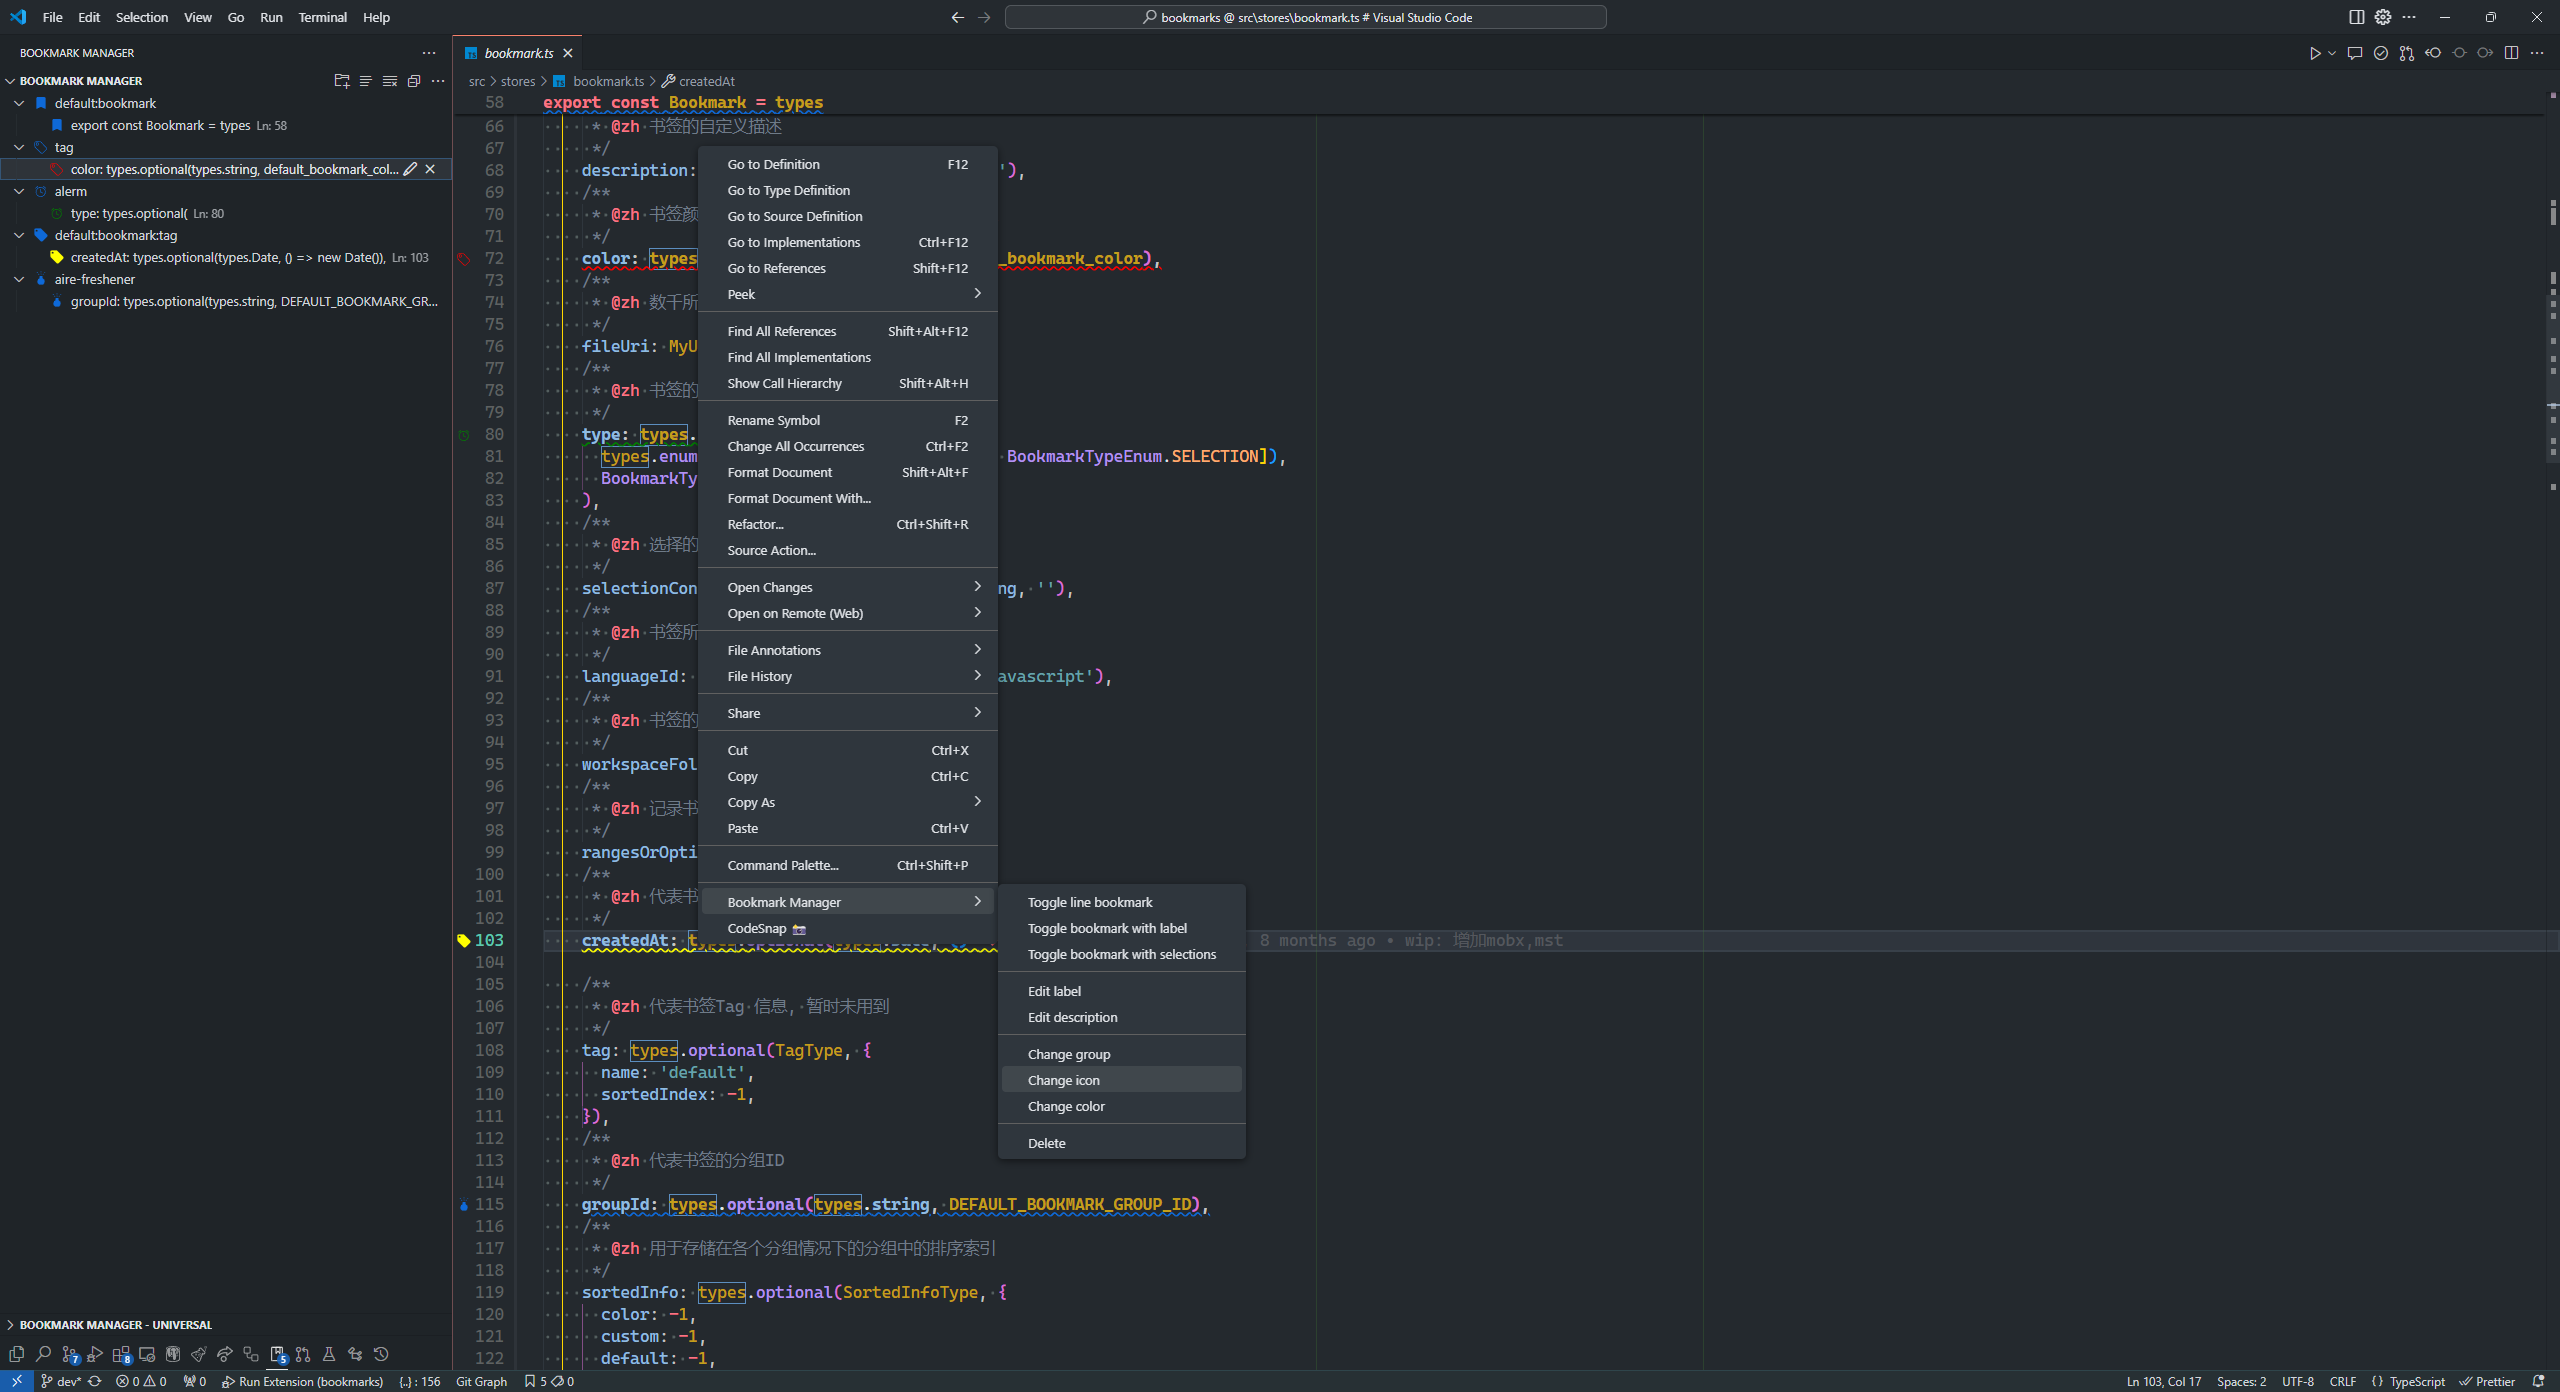 File Edit Selection View Go Run Terminal Help
bookmarks @ src\stores\bookmark.ts # Visual Studio Code
BOOKMARK MANAGER
BOOKMARK MANAGER
default:bookmark
export const Bookmark = types Ln: 58
tag
color: types.optional(types.string, default_bookmark_col...
alerm
type: types.optional( Ln: 80
default:bookmark:tag
createdAt: types.optional(types.Date, () => new Date()), Ln: 103
aire-freshener
groupId: types.optional(types.string, DEFAULT_BOOKMARK_GR...
BOOKMARK MANAGER - UNIVERSAL
7 8 5
bookmark.ts
src > stores > bookmark.ts > createdAt
58 export const Bookmark = types
66 * @zh 书签的自定义描述
67 */
68 description: '),
69 /**
70 * @zh 书签颜
71 */
72 color: types _bookmark_color),
73 /**
74 * @zh 数千所
75 */
76 fileUri: MyU
77 /**
78 * @zh 书签的
79 */
80 type: types.
81 types.enum BookmarkTypeEnum.SELECTION]),
82 BookmarkTy
83 ),
84 /**
85 * @zh 选择的
86 */
87 selectionCon ng, ''),
88 /**
89 * @zh 书签所
90 */
91 languageId: avascript'),
92 /**
93 * @zh 书签的
94 */
95 workspaceFol
96 /**
97 * @zh 记录书
98 */
99 rangesOrOpti
100 /**
101 * @zh 代表书
102 */
103 createdAt: 8 months ago • wip: 增加mobx,mst
104
105 /**
106 * @zh 代表书签Tag 信息, 暂时未用到
107 */
108 tag: types.optional(TagType, {
109 name: 'default',
110 sortedIndex: -1,
111 }),
112 /**
113 * @zh 代表书签的分组ID
114 */
115 groupId: types.optional(types.string, DEFAULT_BOOKMARK_GROUP_ID),
116 /**
117 * @zh 用于存储在各个分组情况下的分组中的排序索引
118 */
119 sortedInfo: types.optional(SortedInfoType, {
120 color: -1,
121 custom: -1,
122 default: -1,
Go to Definition F12
Go to Type Definition
Go to Source Definition
Go to Implementations Ctrl+F12
Go to References Shift+F12
Peek
Find All References Shift+Alt+F12
Find All Implementations
Show Call Hierarchy Shift+Alt+H
Rename Symbol F2
Change All Occurrences Ctrl+F2
Format Document Shift+Alt+F
Format Document With...
Refactor... Ctrl+Shift+R
Source Action...
Open Changes
Open on Remote (Web)
File Annotations
File History
Share
Cut Ctrl+X
Copy Ctrl+C
Copy As
Paste Ctrl+V
Command Palette... Ctrl+Shift+P
Bookmark Manager
CodeSnap 📸
Toggle line bookmark
Toggle bookmark with label
Toggle bookmark with selections
Edit label
Edit description
Change group
Change icon
Change color
Delete
dev* 0 0 0 Run Extension (bookmarks) {..} : 156 Git Graph 5 0
Ln 103, Col 17 Spaces: 2 UTF-8 CRLF { } TypeScript Prettier